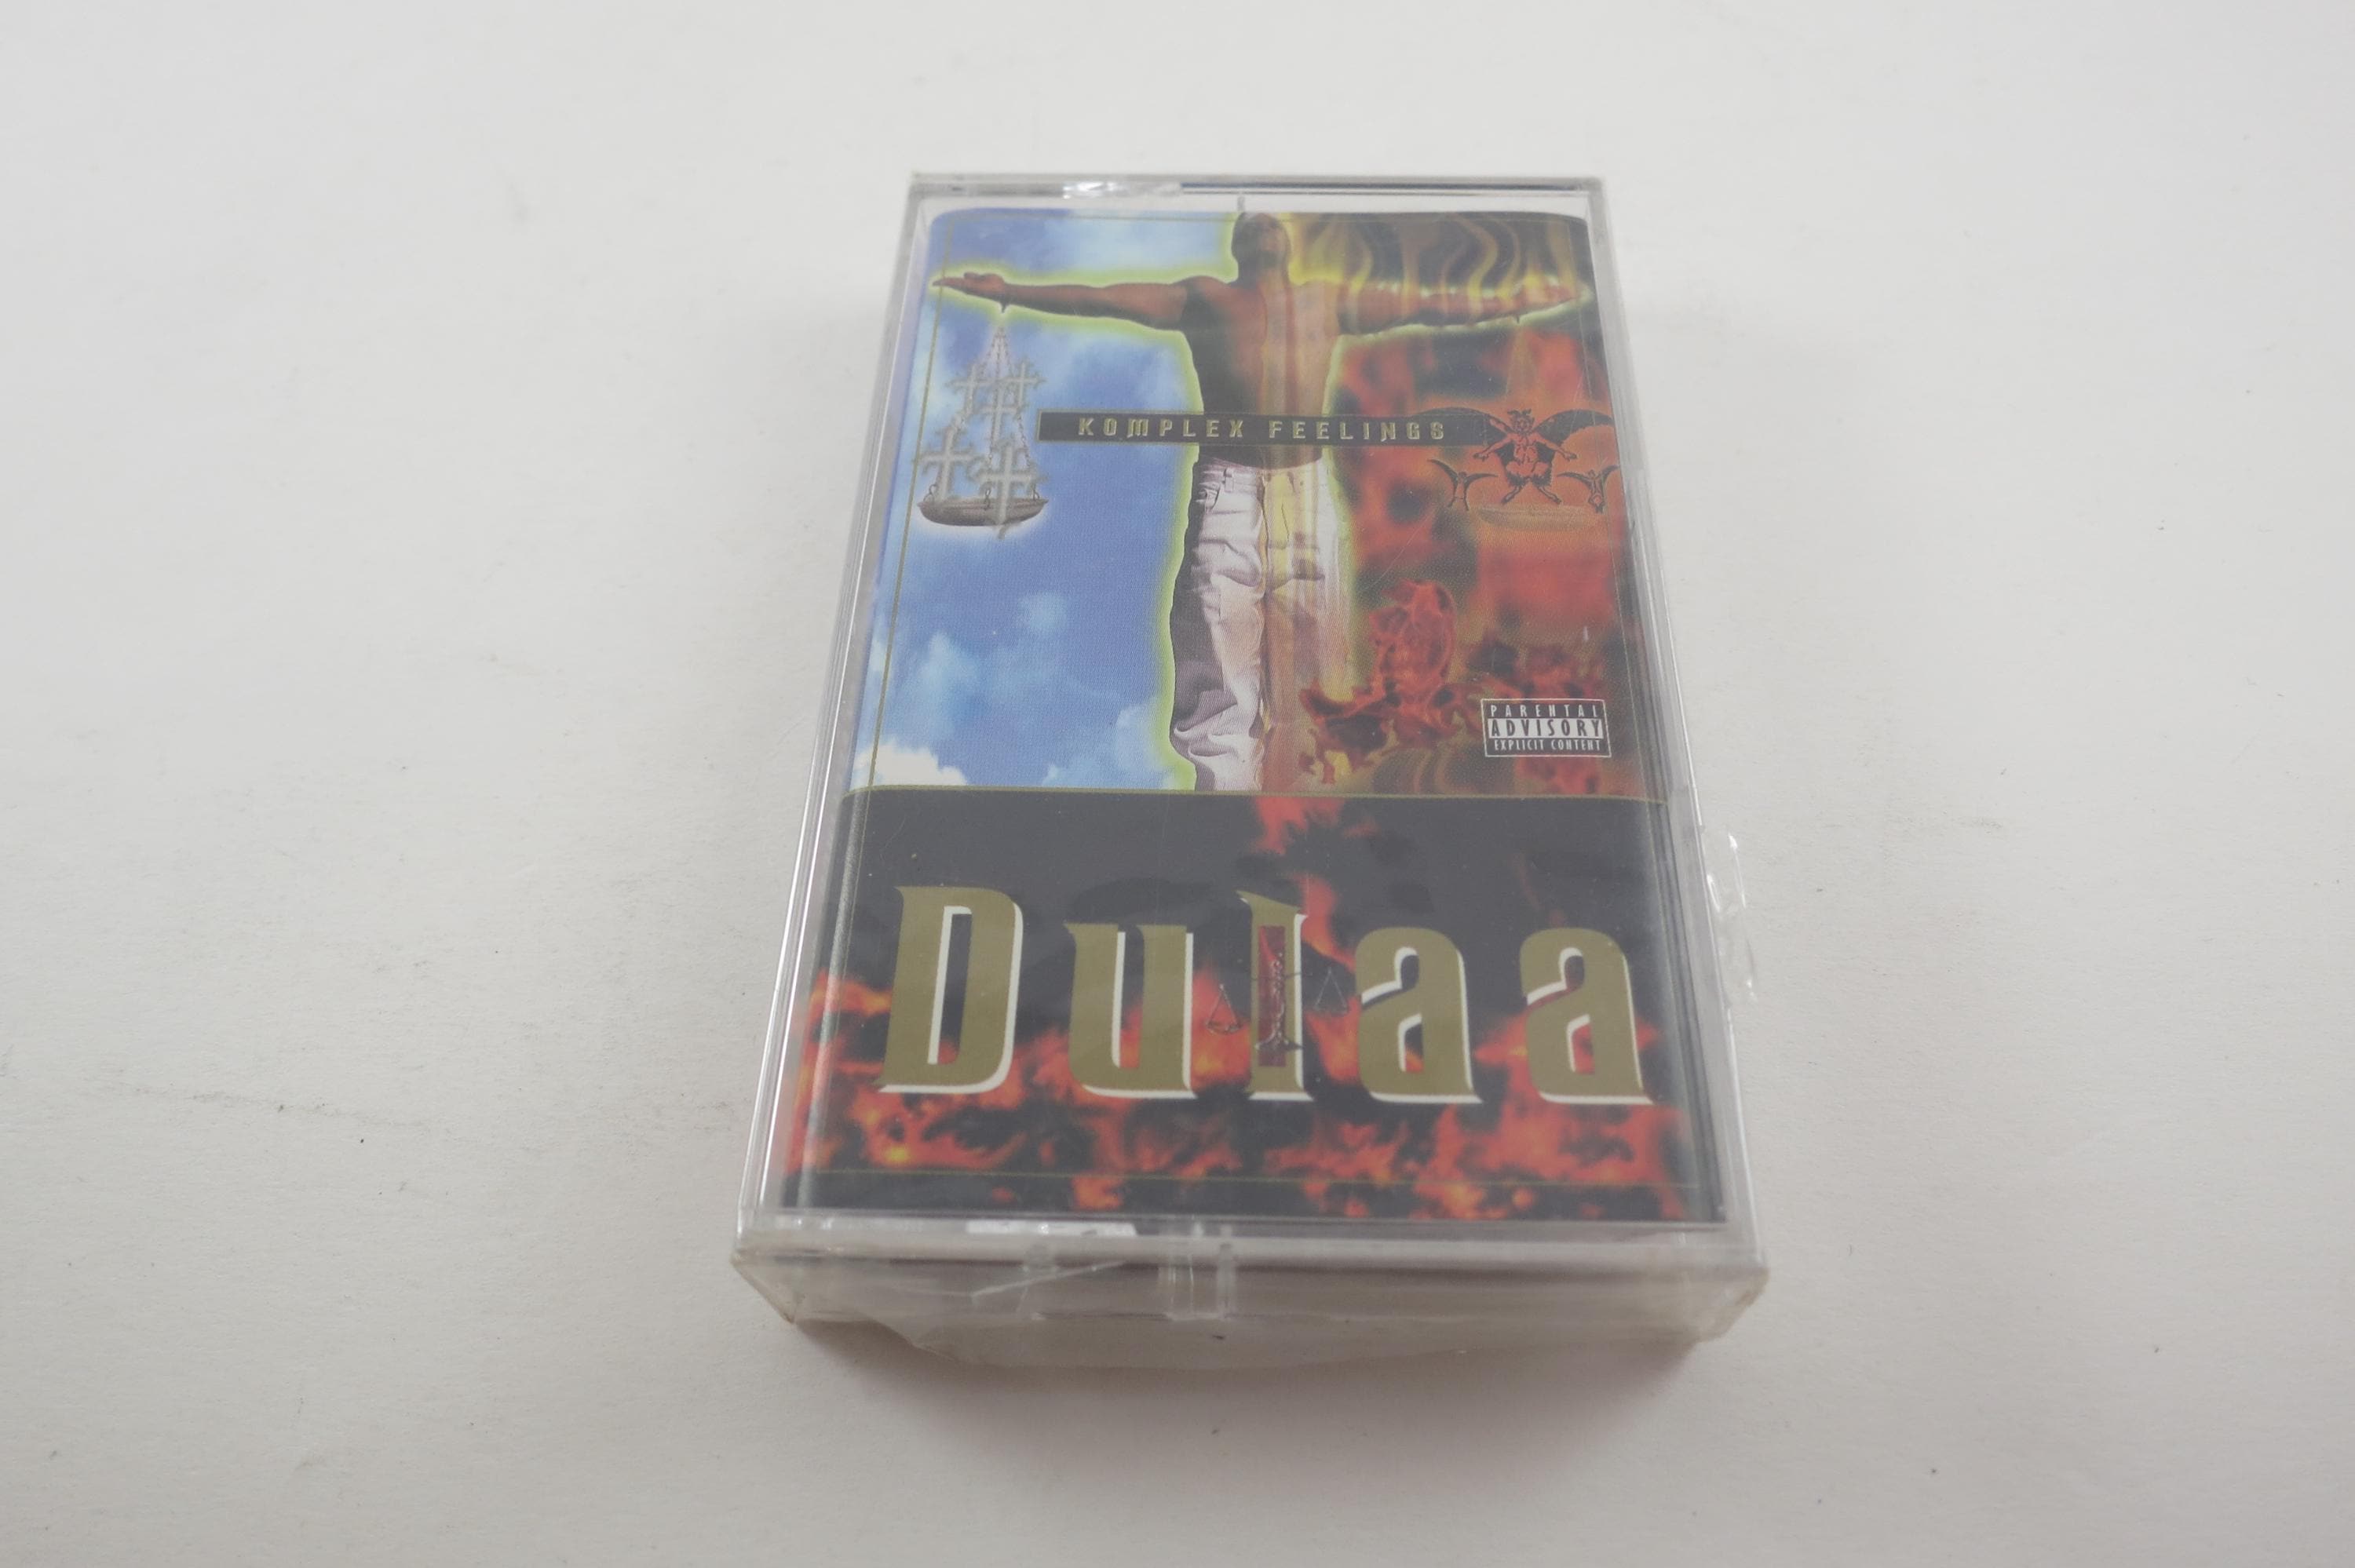 KOMPLEX FEELINGS
PARENTAL
ADVISORY
EXPLICIT CONTENT
Dulaa